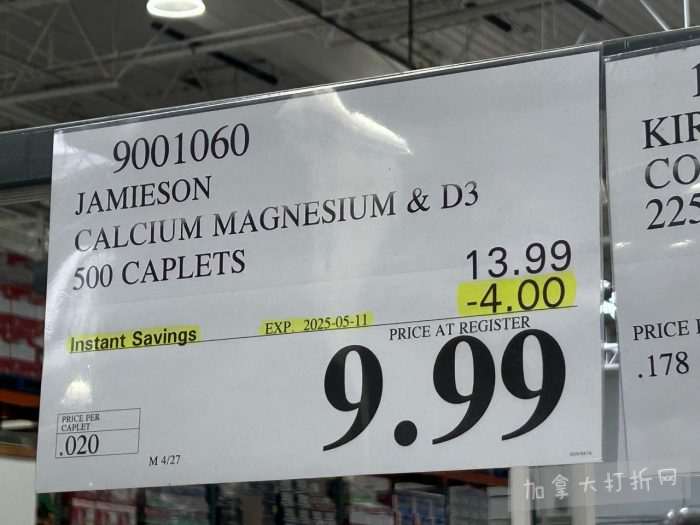 9001060
JAMIESON
CALCIUM MAGNESIUM & D3
500 CAPLETS
13.99
-4.00
Instant Savings
EXP. 2025-05-11
PRICE AT REGISTER
9.99
PRICE PER
CAPLET
.020
M 4/27
KIR
CO
225
PRICE
.178
加拿大打折网